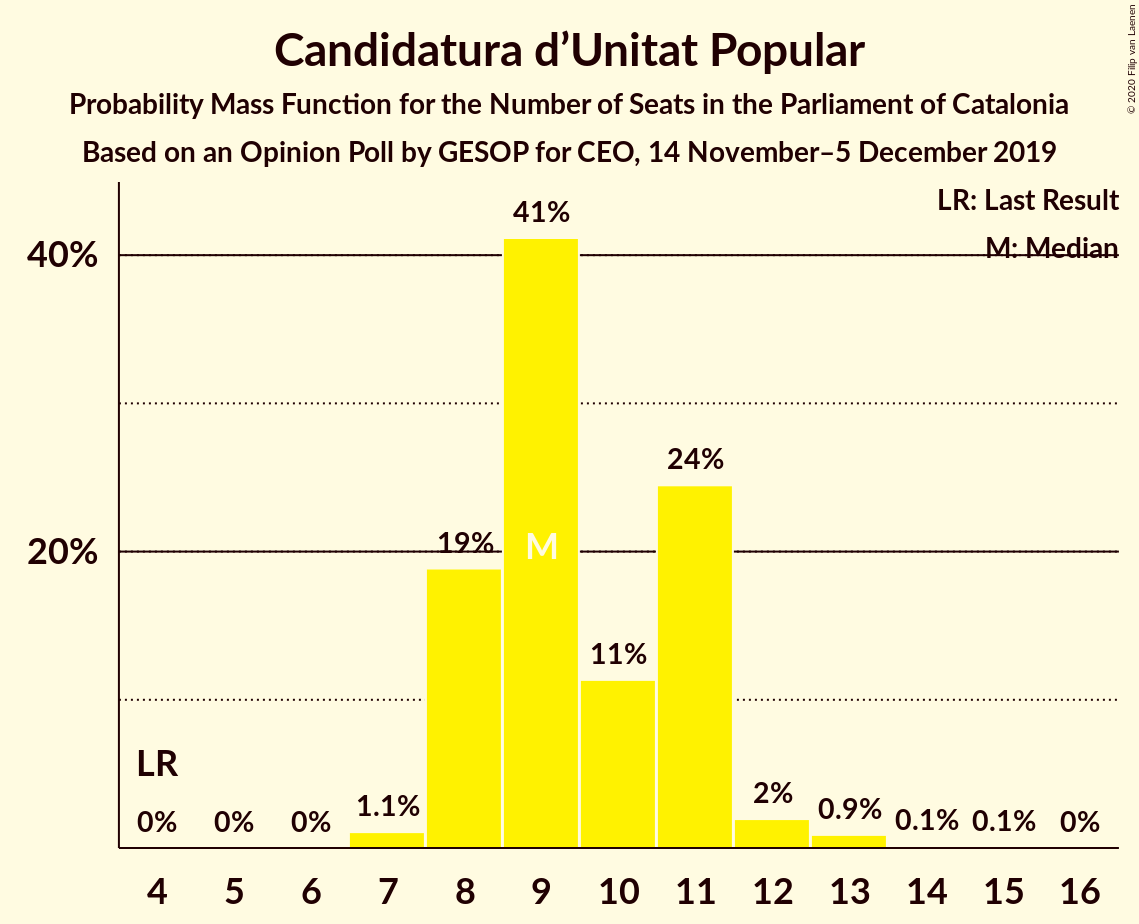 Candidatura d’Unitat Popular
Probability Mass Function for the Number of Seats in the Parliament of Catalonia
Based on an Opinion Poll by GESOP for CEO, 14 November–5 December 2019
© 2020 Filip van Laenen
LR: Last Result
M: Median
40%
20%
41%
24%
19%
M
11%
LR
0%
0%
0%
1.1%
2%
0.9%
0.1%
0.1%
0%
4 5 6 7 8 9 10 11 12 13 14 15 16